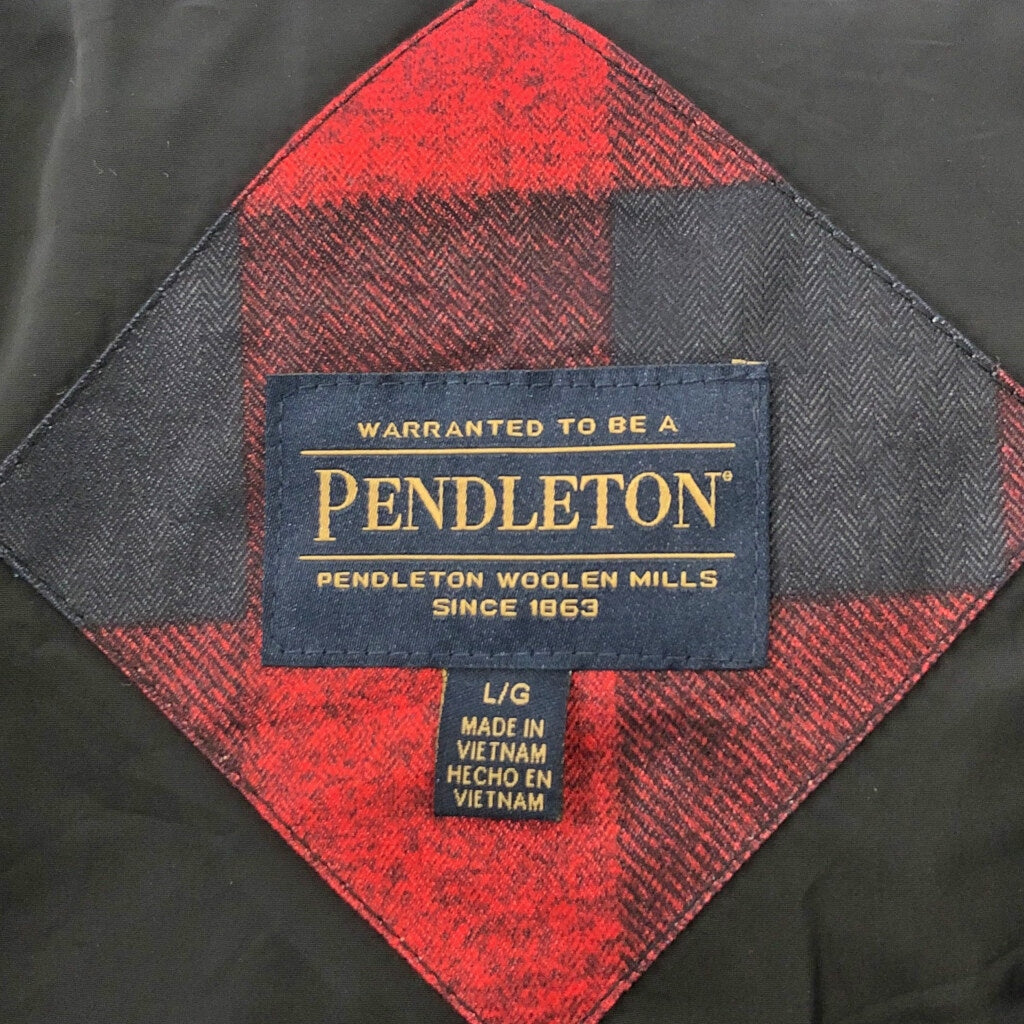 WARRANTED TO BE A
PENDLETON®
PENDLETON WOOLEN MILLS
SINCE 1863
L/G
MADE IN
VIETNAM
HECHO EN
VIETNAM